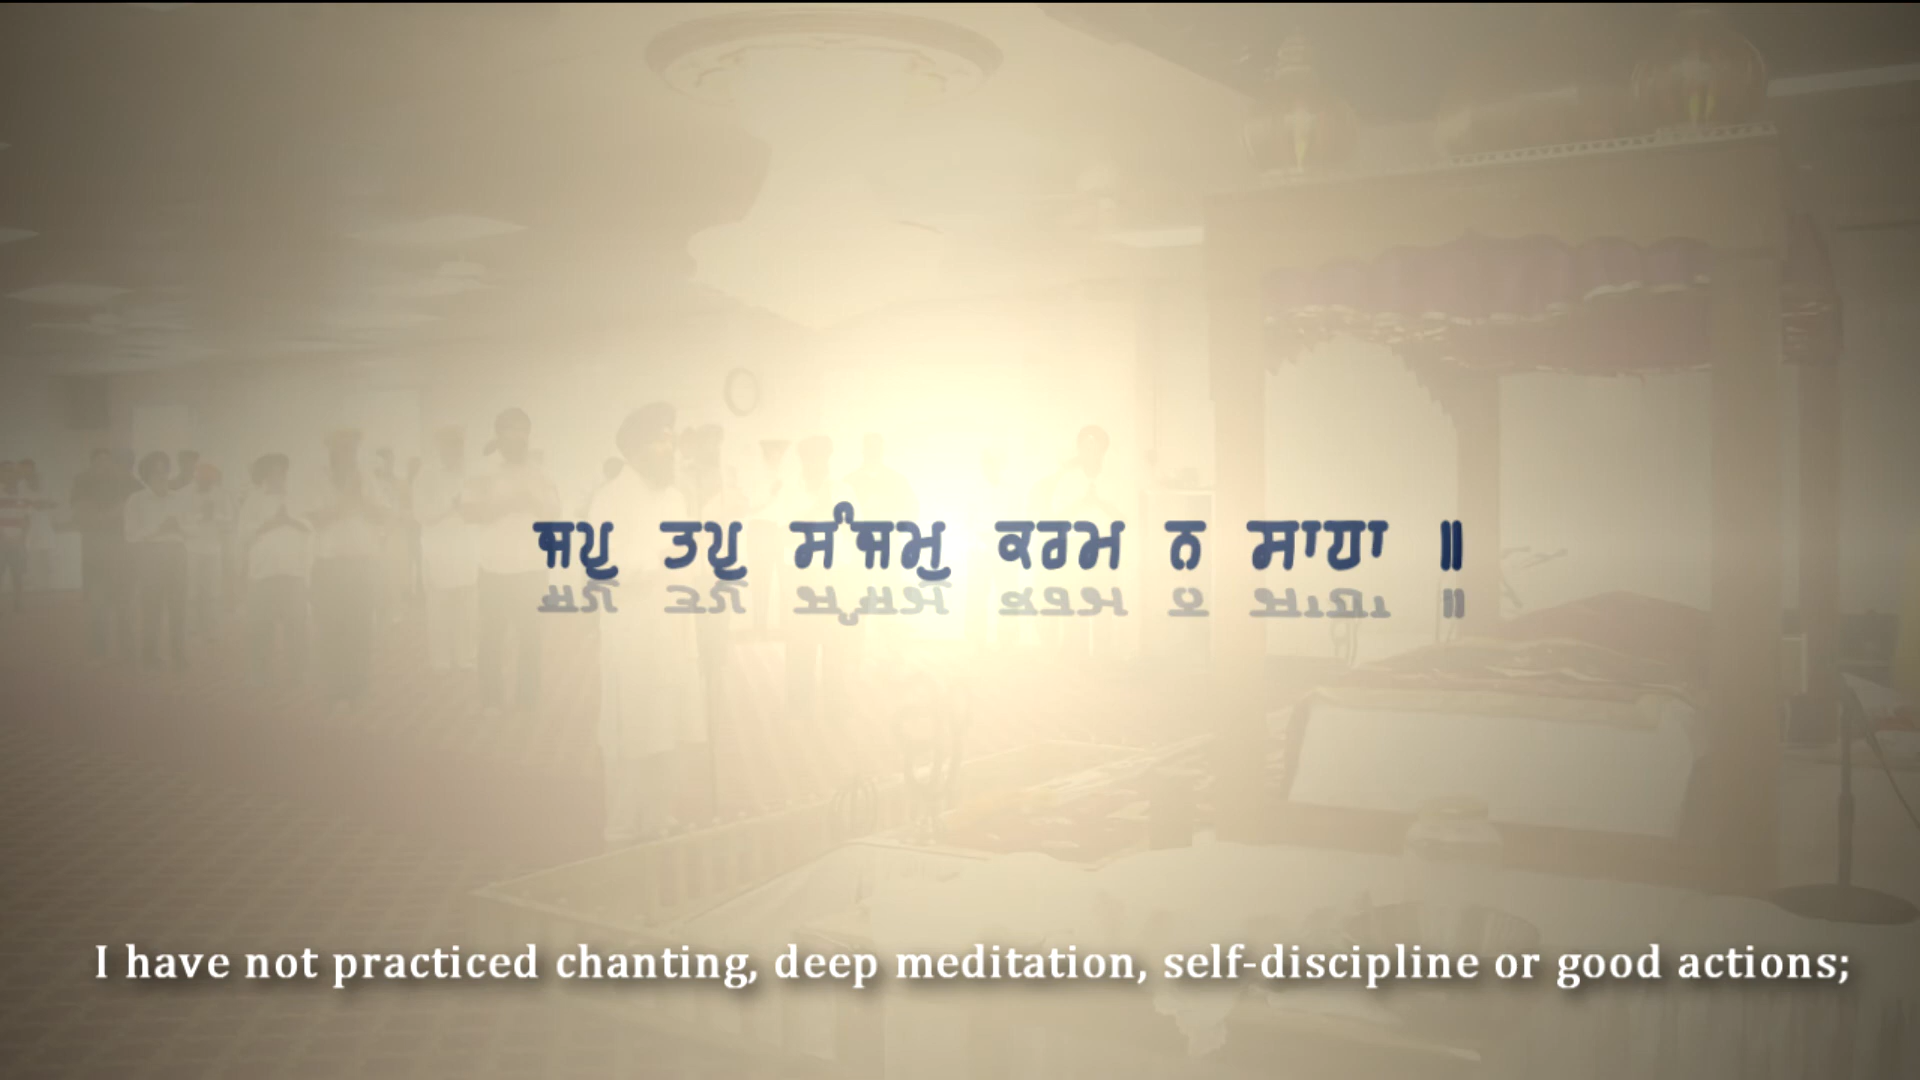 ਜਪੁ ਤਪੁ ਸੰਜਮੁ ਕਰਮ ਨ ਸਾਧਾ ॥
I have not practiced chanting, deep meditation, self-discipline or good actions;